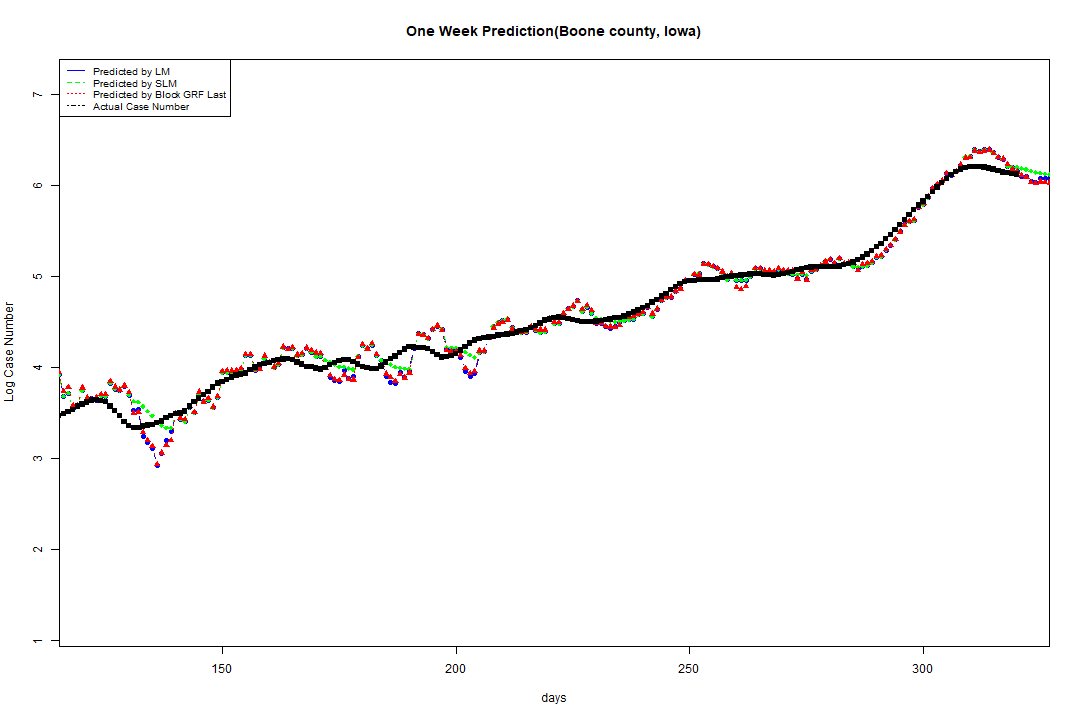 One Week Prediction(Boone county, Iowa)
Predicted by LM
Predicted by SLM
Predicted by Block GRF Last
Actual Case Number
7
6
5
4
3
2
1
Log Case Number
150
200
250
300
days